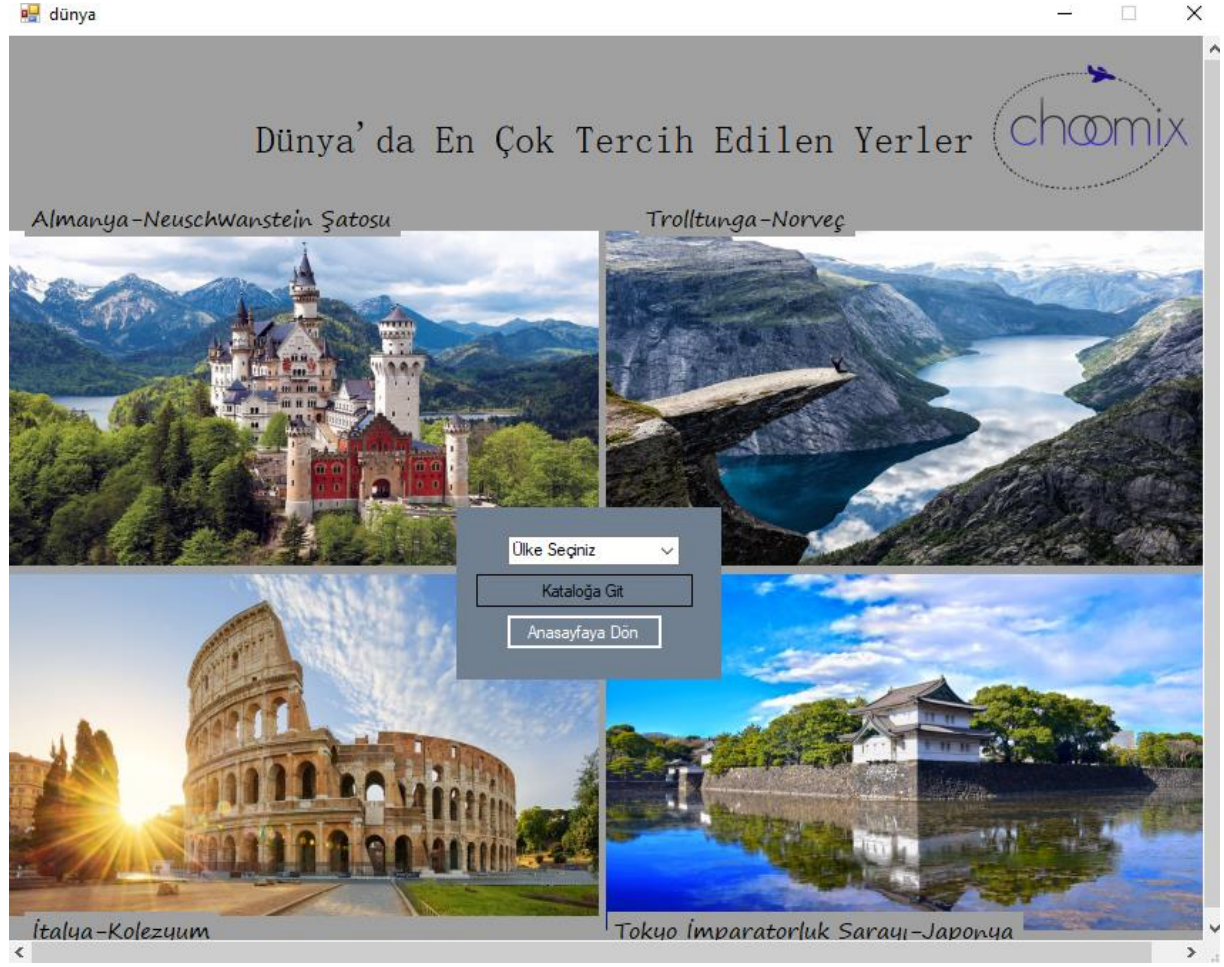 dünya
choomix
Dünya'da En Çok Tercih Edilen Yerler
Almanya-Neuschwanstein Şatosu
Trolltunga-Norveç
Ülke Seçiniz
Kataloğa Git
Anasayfaya Dön
İtalya-Kolezyum
Tokyo İmparatorluk Sarayı-Japonya